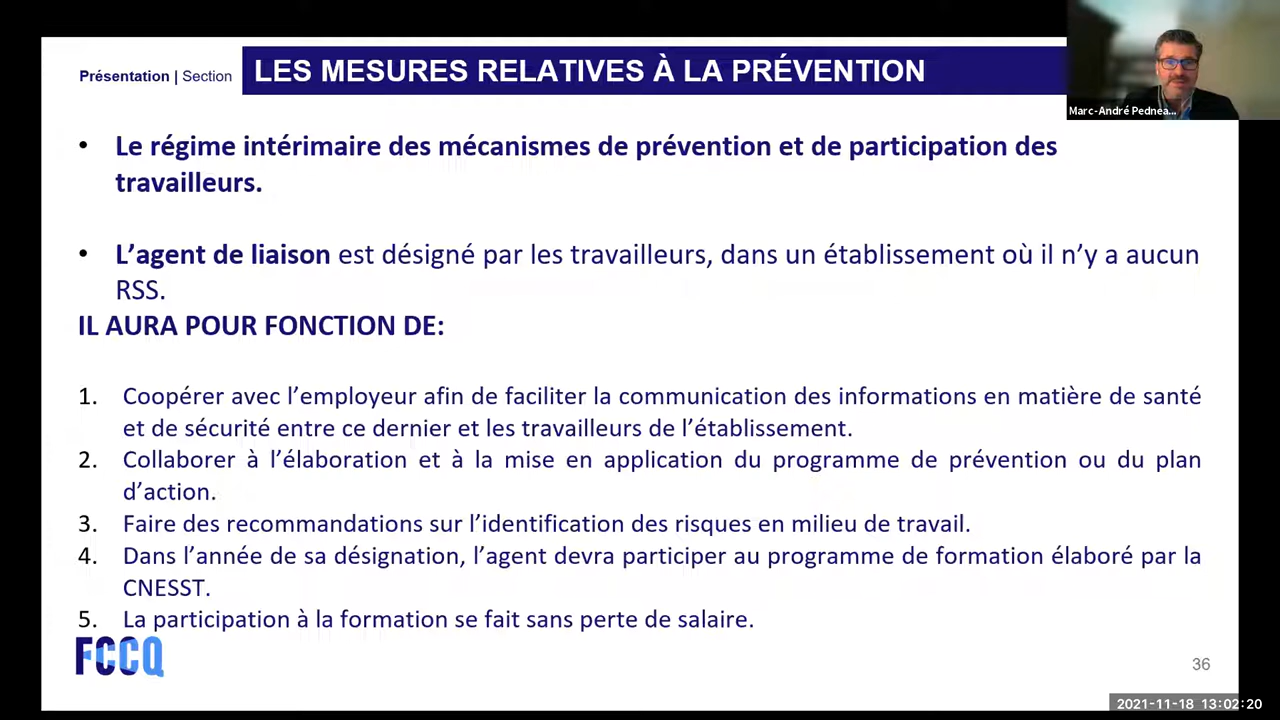 Présentation | Section
LES MESURES RELATIVES À LA PRÉVENTION
Marc-André Pednea...
• Le régime intérimaire des mécanismes de prévention et de participation des
travailleurs.
• L’agent de liaison est désigné par les travailleurs, dans un établissement où il n’y a aucun
RSS.
IL AURA POUR FONCTION DE:
1. Coopérer avec l’employeur afin de faciliter la communication des informations en matière de santé
et de sécurité entre ce dernier et les travailleurs de l’établissement.
2. Collaborer à l’élaboration et à la mise en application du programme de prévention ou du plan
d’action.
3. Faire des recommandations sur l’identification des risques en milieu de travail.
4. Dans l’année de sa désignation, l’agent devra participer au programme de formation élaboré par la
CNESST.
5. La participation à la formation se fait sans perte de salaire.
FCCQ
36
2021-11-18 13:02:20